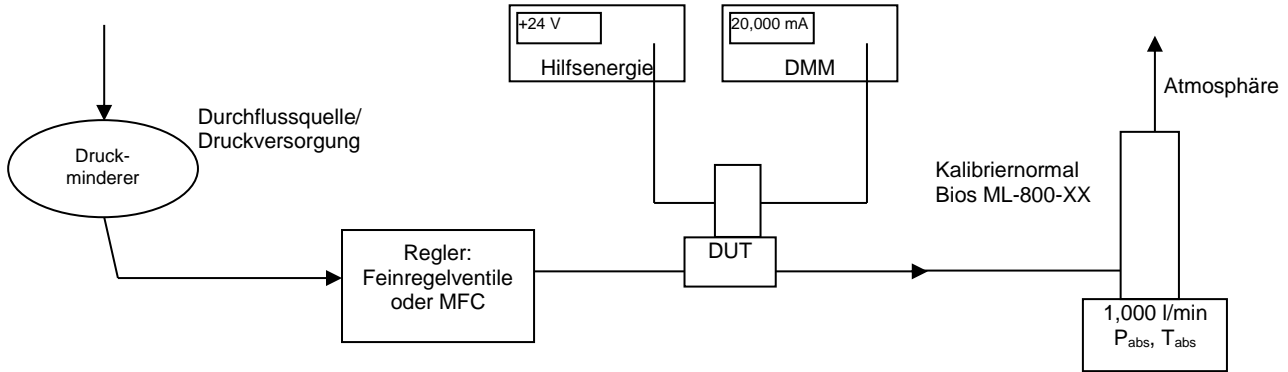 +24 V
Hilfsenergie
20,000 mA
DMM
Atmosphäre
Durchflussquelle/
Druckversorgung
Druck-
minderer
Kalibriernormal
Bios ML-800-XX
Regler:
Feinregelventile
oder MFC
DUT
1,000 l/min
Pabs, Tabs